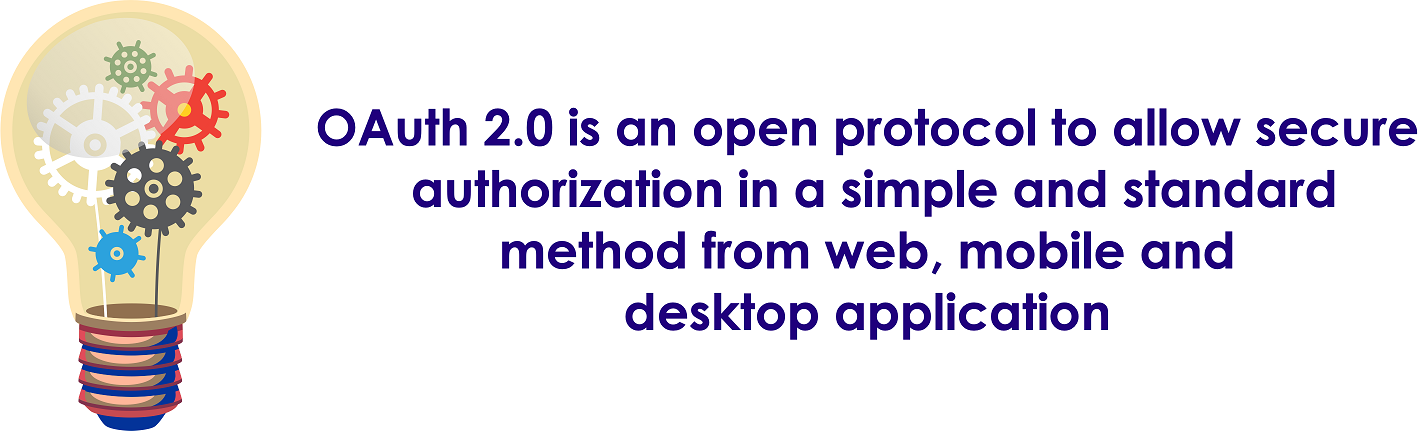 OAuth 2.0 is an open protocol to allow secure
authorization in a simple and standard
method from web, mobile and
desktop application